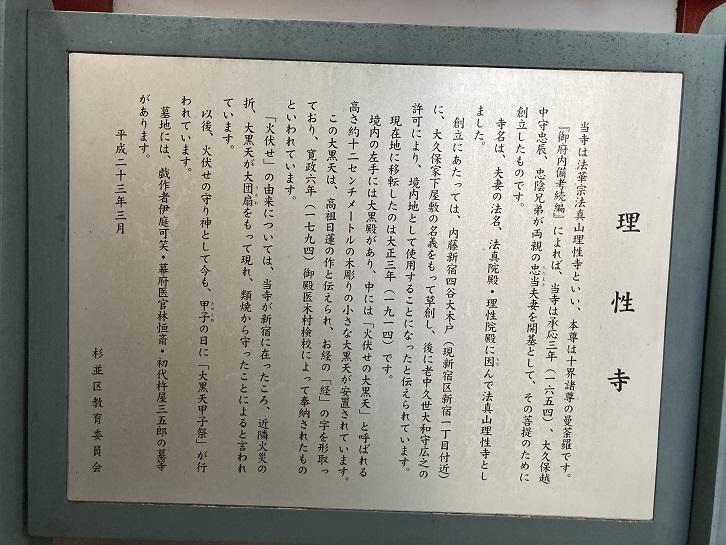 理性寺
当寺は法華宗法真山理性寺といい、本尊は十界諸尊の曼荼羅です。
『御府内備考続編』によれば、当寺は承応三年（一六五四）、大久保越
中守忠辰、忠陰兄弟が両親の忠当夫妻を開基として、その菩提のために
創立したものです。
寺名は、夫妻の法名、法真院殿・理性院殿に因んで法真山理性寺とし
ました。
創立にあたっては、内藤新宿四谷大木戸（現新宿区新宿一丁目付近）
に、大久保家下屋敷の名義をもって草創し、後に老中久世大和守広之の
許可により、境内地として使用することになったと伝えられています。
現在地に移転したのは大正三年（一九一四）です。
境内の左手には大黒殿があり、中には「火伏せの大黒天」と呼ばれる
高さ約十二センチメートルの木彫りの小さな大黒天が安置されています。
この大黒天は、高祖日蓮の作と伝えられ、お経の「経」の字を形取っ
ており、寛政六年（一七九四）御殿医木村検校によって奉納されたもの
といわれています。
「火伏せ」の由来については、当寺が新宿に在ったころ、近隣火災の
折、大黒天が大団扇をもって現れ、類焼から守ったことによると言われ
ています。
以後、火伏せの守り神として今も、甲子の日に「大黒天甲子祭」が行
われています。
墓地には、戯作者伊庭可笑・幕府医官林恒斎・初代杵屋三五郎の墓等
があります。
平成二十三年三月
杉並区教育委員会